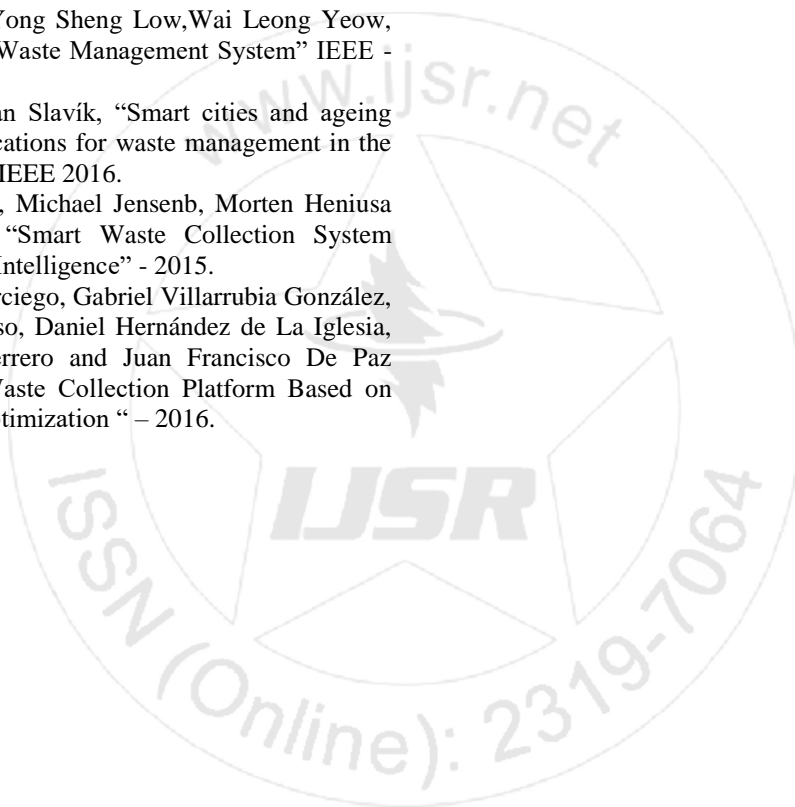 Yong Sheng Low,Wai Leong Yeow,
Waste Management System” IEEE -
an Slavík, “Smart cities and ageing
cations for waste management in the
IEEE 2016.
, Michael Jensenb, Morten Heniusa
“Smart Waste Collection System
Intelligence” - 2015.
rciego, Gabriel Villarrubia González,
so, Daniel Hernández de La Iglesia,
errero and Juan Francisco De Paz
Waste Collection Platform Based on
timization “ – 2016.
www.ijsr.net
IJSR
ISSN (Online): 2319-7064